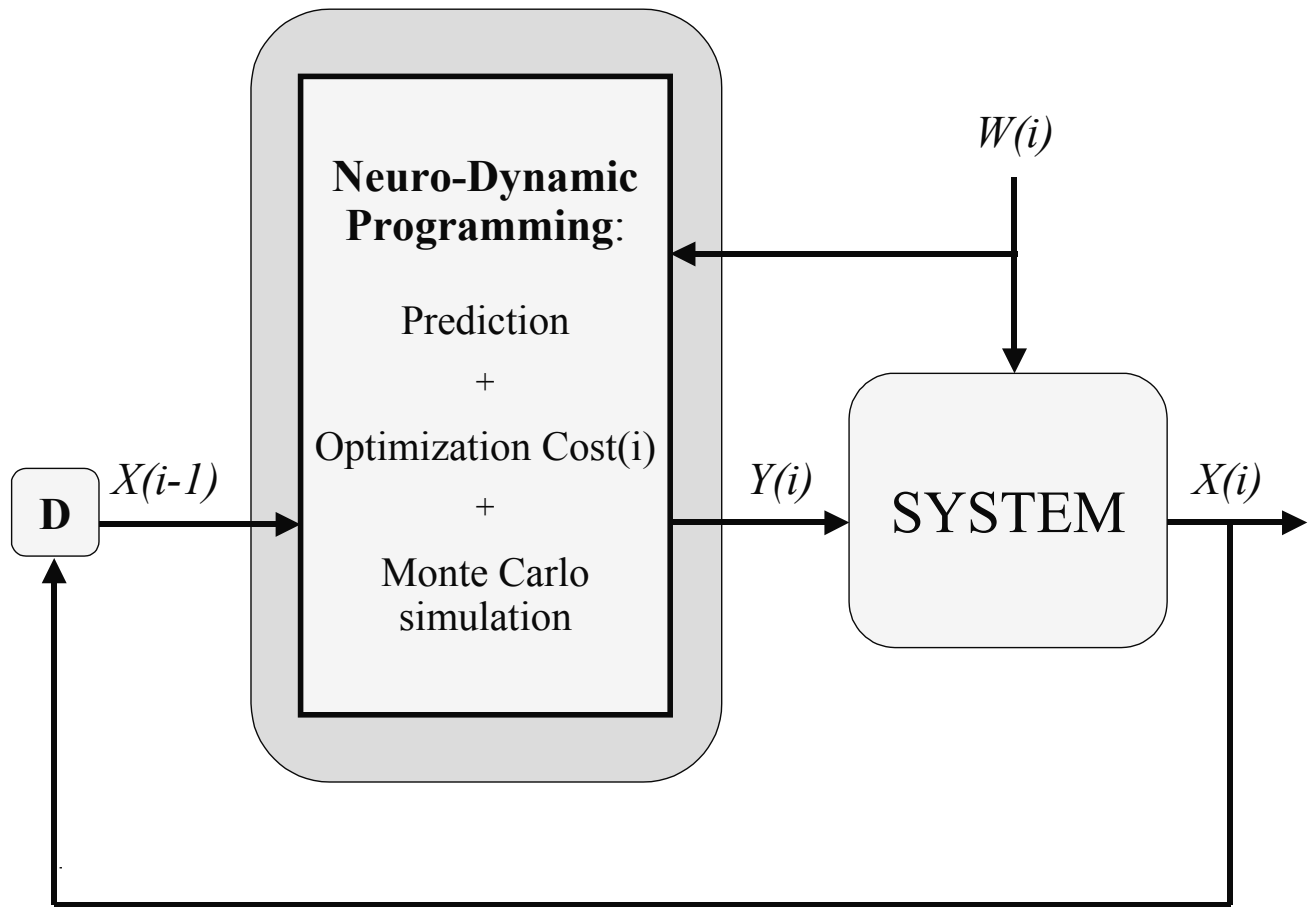 W(i)
Neuro-Dynamic
Programming:
Prediction
+
Optimization Cost(i)
+
Monte Carlo
simulation
D
X(i-1)
Y(i)
SYSTEM
X(i)